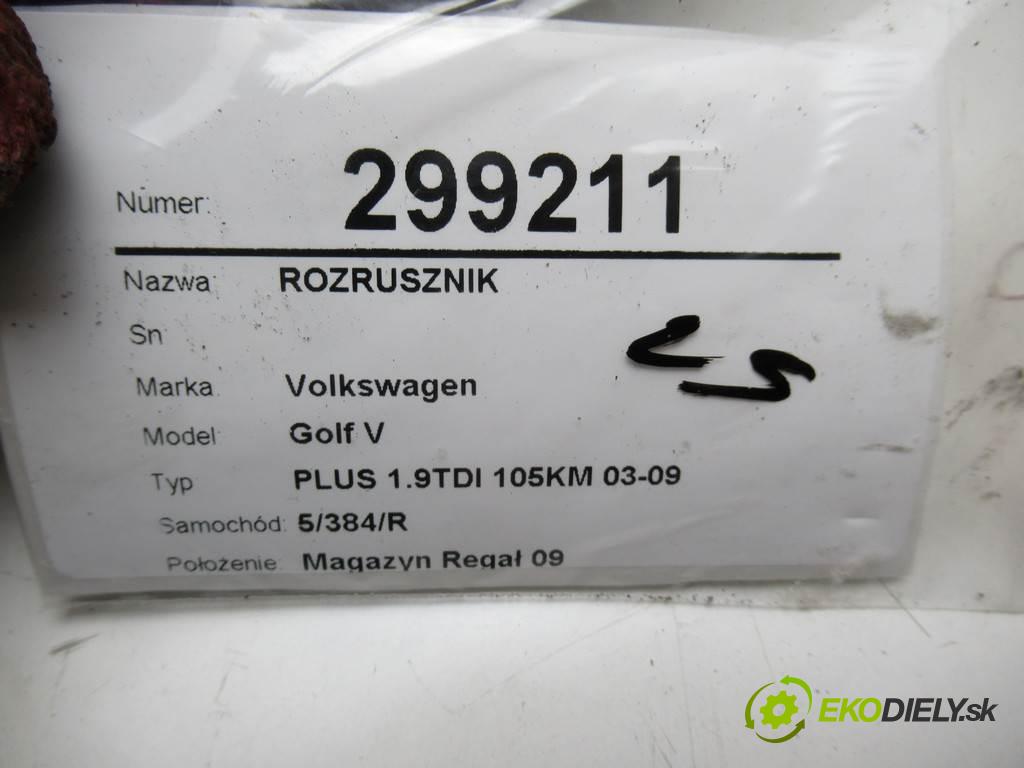 Numer: 299211
Nazwa: ROZRUSZNIK
Sn
Marka: Volkswagen
Model: Golf V
Typ PLUS 1.9TDI 105KM 03-09
Samochód: 5/384/R
Położenie: Magazyn Regał 09
EKODIELY.sk